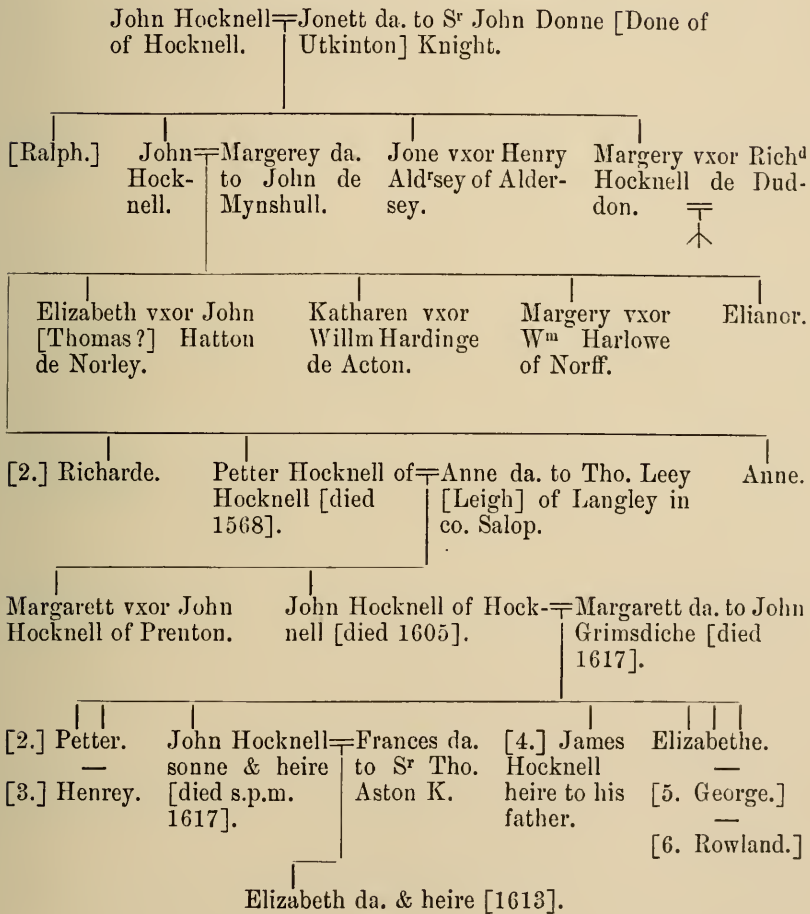 John Hocknell of Hocknell.
Jonett da. to Sʳ John Donne [Done of Utkinton] Knight.
[Ralph.]
John Hock-
nell.
Margerey da.
to John de
Mynshull.
Jone vxor Henry
Aldʳsey of Alder-
sey.
Margery vxor Richᵈ
Hocknell de Dud-
don.
Elizabeth vxor John
[Thomas?] Hatton
de Norley.
Katharen vxor
Willm Hardinge
de Acton.
Margery vxor
Wᵐ Harlowe
of Norff.
Elianor.
[2.] Richarde.
Petter Hocknell of
Hocknell [died
1568].
Anne da. to Tho. Leey
[Leigh] of Langley in
co. Salop.
Anne.
Margarett vxor John
Hocknell of Prenton.
John Hocknell of Hock-
nell [died 1605].
Margarett da. to John
Grimsdiche [died
1617].
[2.] Petter.
—
[3.] Henrey.
John Hocknell
sonne & heire
[died s.p.m.
1617].
Frances da.
to Sʳ Tho.
Aston K.
[4.] James
Hocknell
heire to his
father.
Elizabethe.
—
[5. George.]
—
[6. Rowland.]
Elizabeth da. & heire [1613].